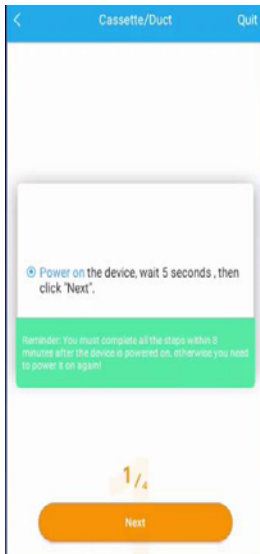 Cassette/Duct Quit
Power on the device, wait 5 seconds , then
click "Next".
Reminder: You must complete all the steps within 8
minutes after the device is powered on, otherwise you need
to power it on again!
1/4
Next